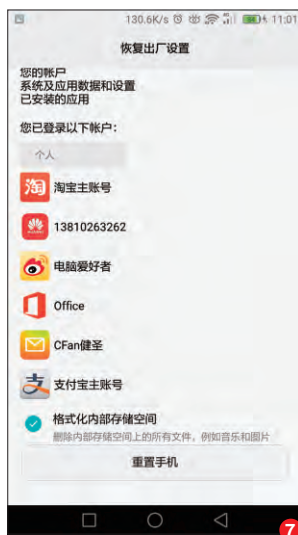 130.6K/s 11:01
恢复出厂设置
您的帐户
系统及应用数据和设置
已安装的应用
您已登录以下帐户：
个人
淘 淘宝主账号
13810263262
电脑爱好者
Office
CFan健圣
支 支付宝主账号
格式化内部存储空间
删除内部存储空间上的所有文件，例如音乐和图片
重置手机
7